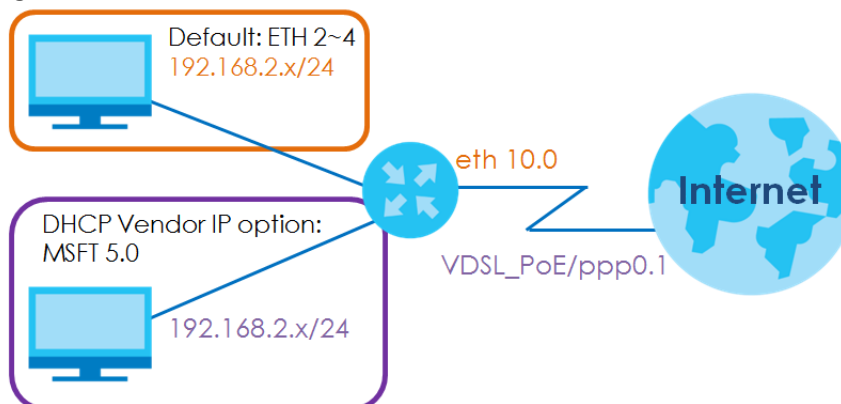 Default: ETH 2~4
192.168.2.x/24
eth 10.0
Internet
DHCP Vendor IP option:
MSFT 5.0
VDSL_PoE/ppp0.1
192.168.2.x/24